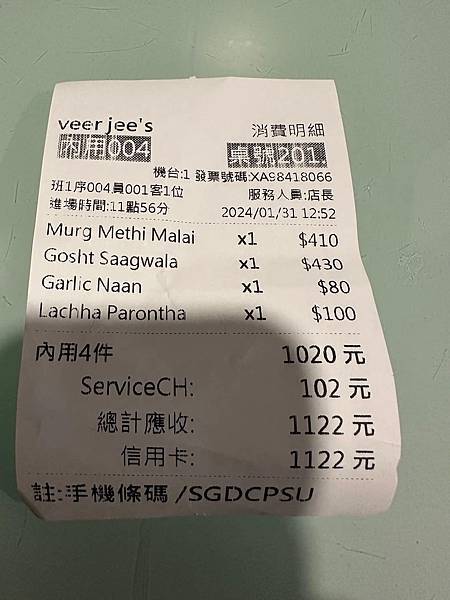 veer jee's 消費明細
內用004 桌號201
機台:1 發票號碼:XA98418066
班1序004員001客1位 服務人員:店長
進場時間:11點56分 2024/01/31 12:52
Murg Methi Malai x1 $410
Gosht Saagwala x1 $430
Garlic Naan x1 $80
Lachha Parontha x1 $100
內用4件 1020 元
ServiceCH: 102 元
總計應收: 1122 元
信用卡: 1122 元
註:手機條碼 /SGDCPSU